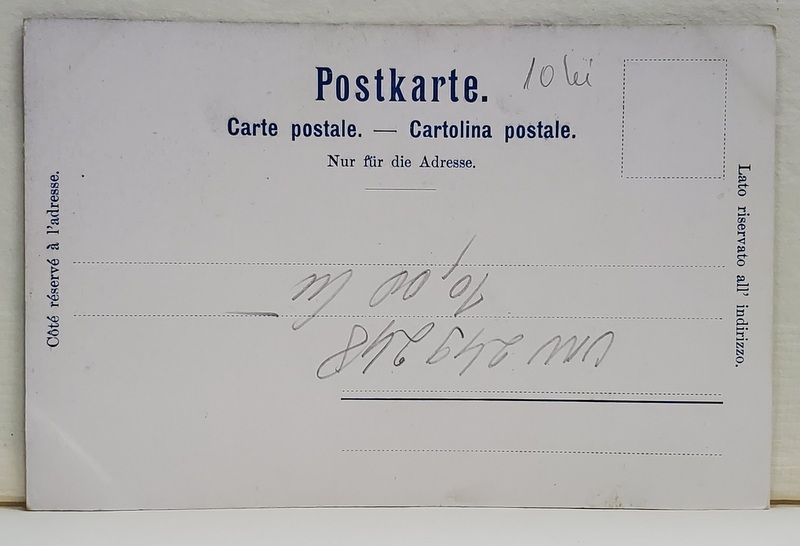 Postkarte.
10 lei
Carte postale. — Cartolina postale.
Nur für die Adresse.
Côté réservé à l'adresse.
Lato riservato all' indirizzo.
249248
10,00 lei